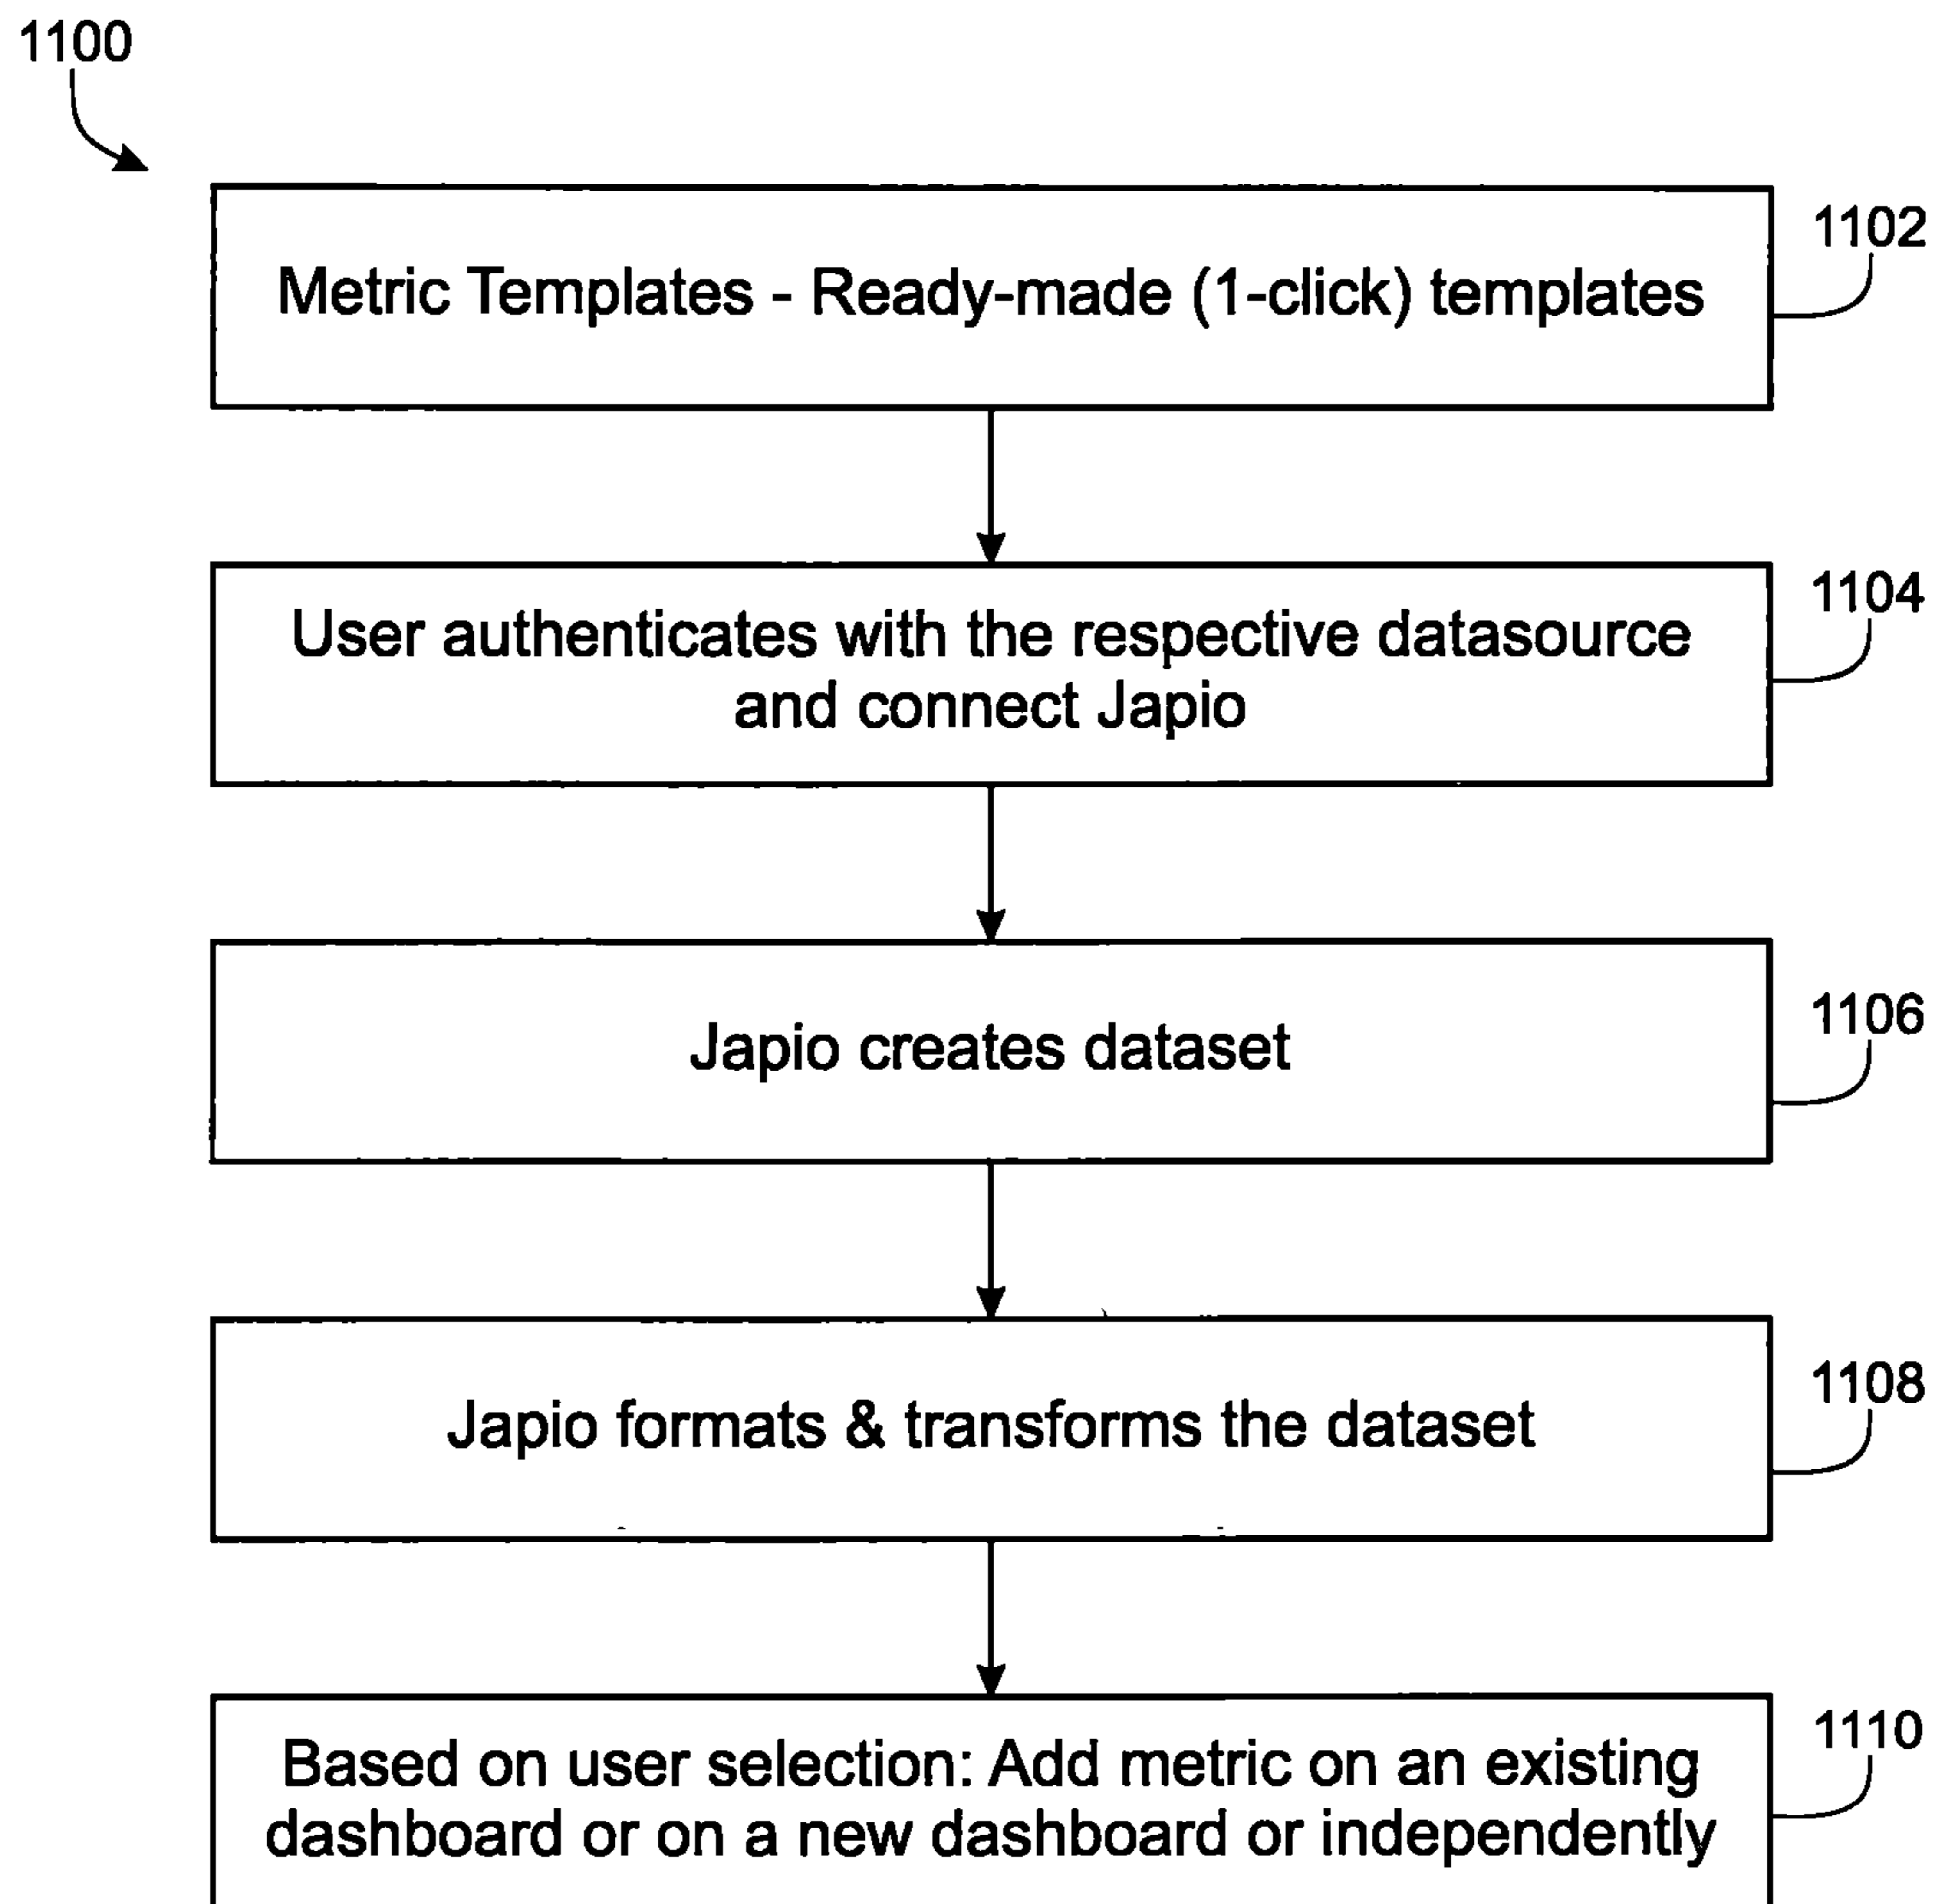 1100
1102
Metric Templates - Ready-made (1-click) templates
1104
User authenticates with the respective datasource
and connect Japio
1106
Japio creates dataset
1108
Japio formats & transforms the dataset
1110
Based on user selection: Add metric on an existing
dashboard or on a new dashboard or independently